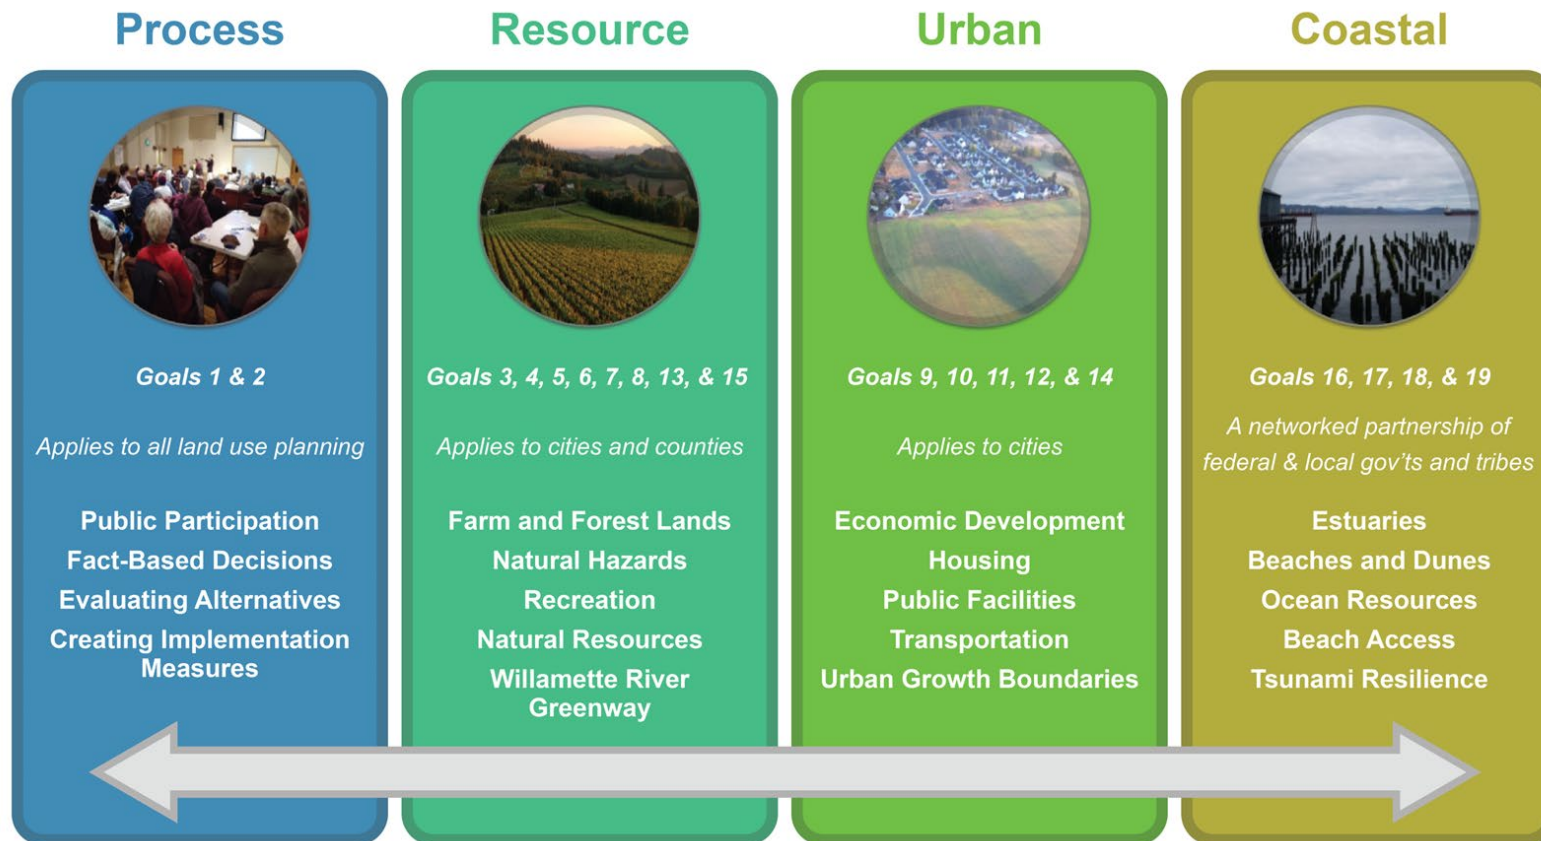 Process
Goals 1 & 2
Applies to all land use planning
Public Participation
Fact-Based Decisions
Evaluating Alternatives
Creating Implementation
Measures
Resource
Goals 3, 4, 5, 6, 7, 8, 13, & 15
Applies to cities and counties
Farm and Forest Lands
Natural Hazards
Recreation
Natural Resources
Willamette River
Greenway
Urban
Goals 9, 10, 11, 12, & 14
Applies to cities
Economic Development
Housing
Public Facilities
Transportation
Urban Growth Boundaries
Coastal
Goals 16, 17, 18, & 19
A networked partnership of
federal & local gov’ts and tribes
Estuaries
Beaches and Dunes
Ocean Resources
Beach Access
Tsunami Resilience